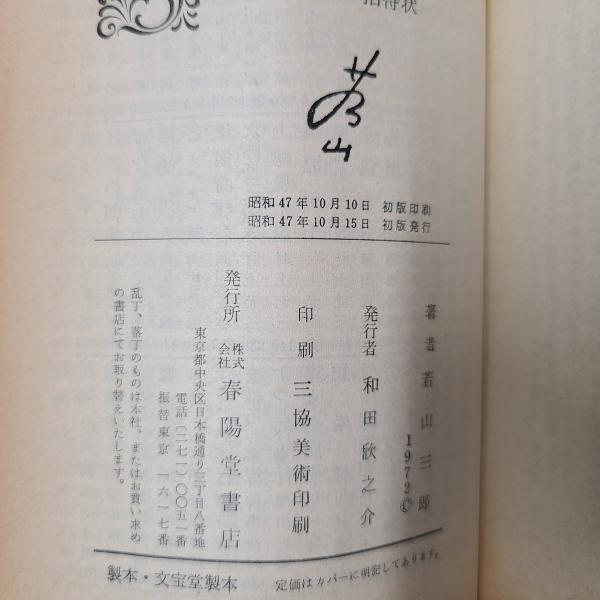 招待状
昭和47年10月10日 初版印刷
昭和47年10月15日 初版発行
著者 若山三郎
1972©
発行者 和田欣之介
印刷 三協美術印刷
発行所 株式会社 春陽堂書店
東京都中央区日本橋通り三丁目八番地
電話(二七一)〇〇五一番
振替東京 一六一七番
乱丁、落丁のものは本社、またはお買い求め
の書店にてお取り替えいたします。
製本・文宝堂製本
定価はカバーに明記してあります。